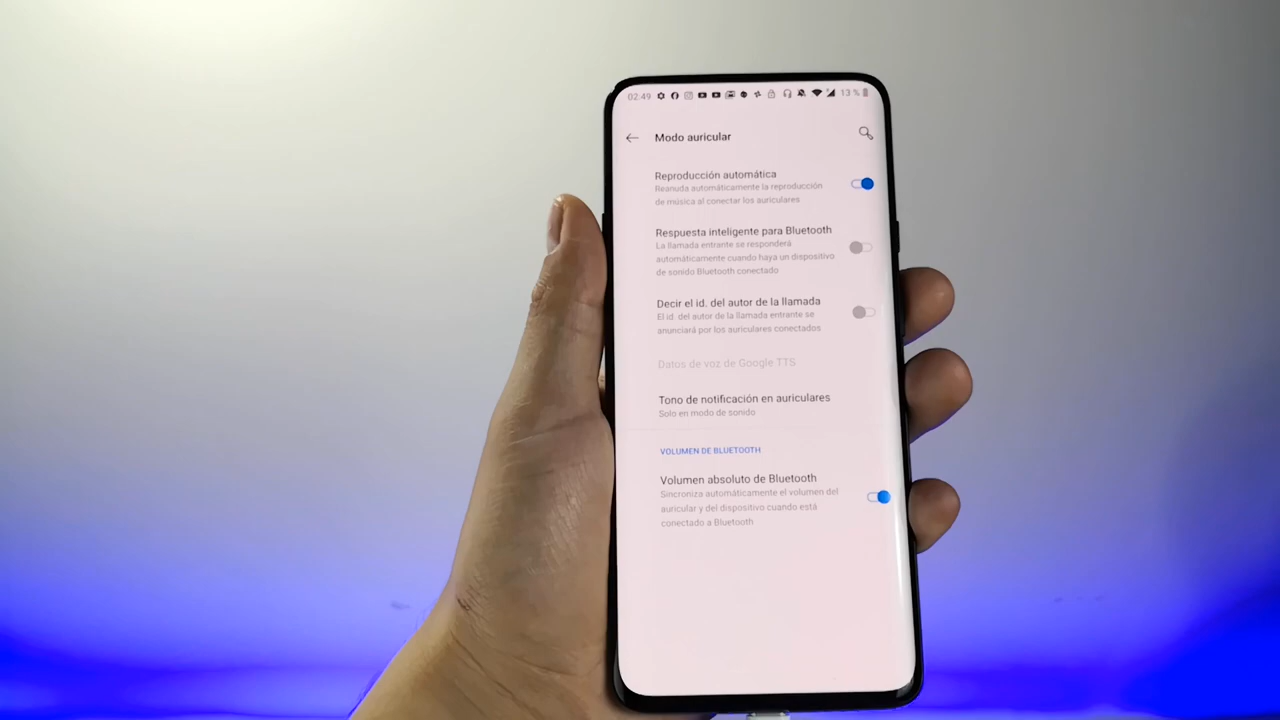 02:49 13 %
Modo auricular
Reproducción automática
Reanuda automáticamente la reproducción
de música al conectar los auriculares
Respuesta inteligente para Bluetooth
La llamada entrante se responderá
automáticamente cuando haya un dispositivo
de sonido Bluetooth conectado
Decir el id. del autor de la llamada
El id. del autor de la llamada entrante se
anunciará por los auriculares conectados
Datos de voz de Google TTS
Tono de notificación en auriculares
Solo en modo de sonido
VOLUMEN DE BLUETOOTH
Volumen absoluto de Bluetooth
Sincroniza automáticamente el volumen del
auricular y del dispositivo cuando está
conectado a Bluetooth